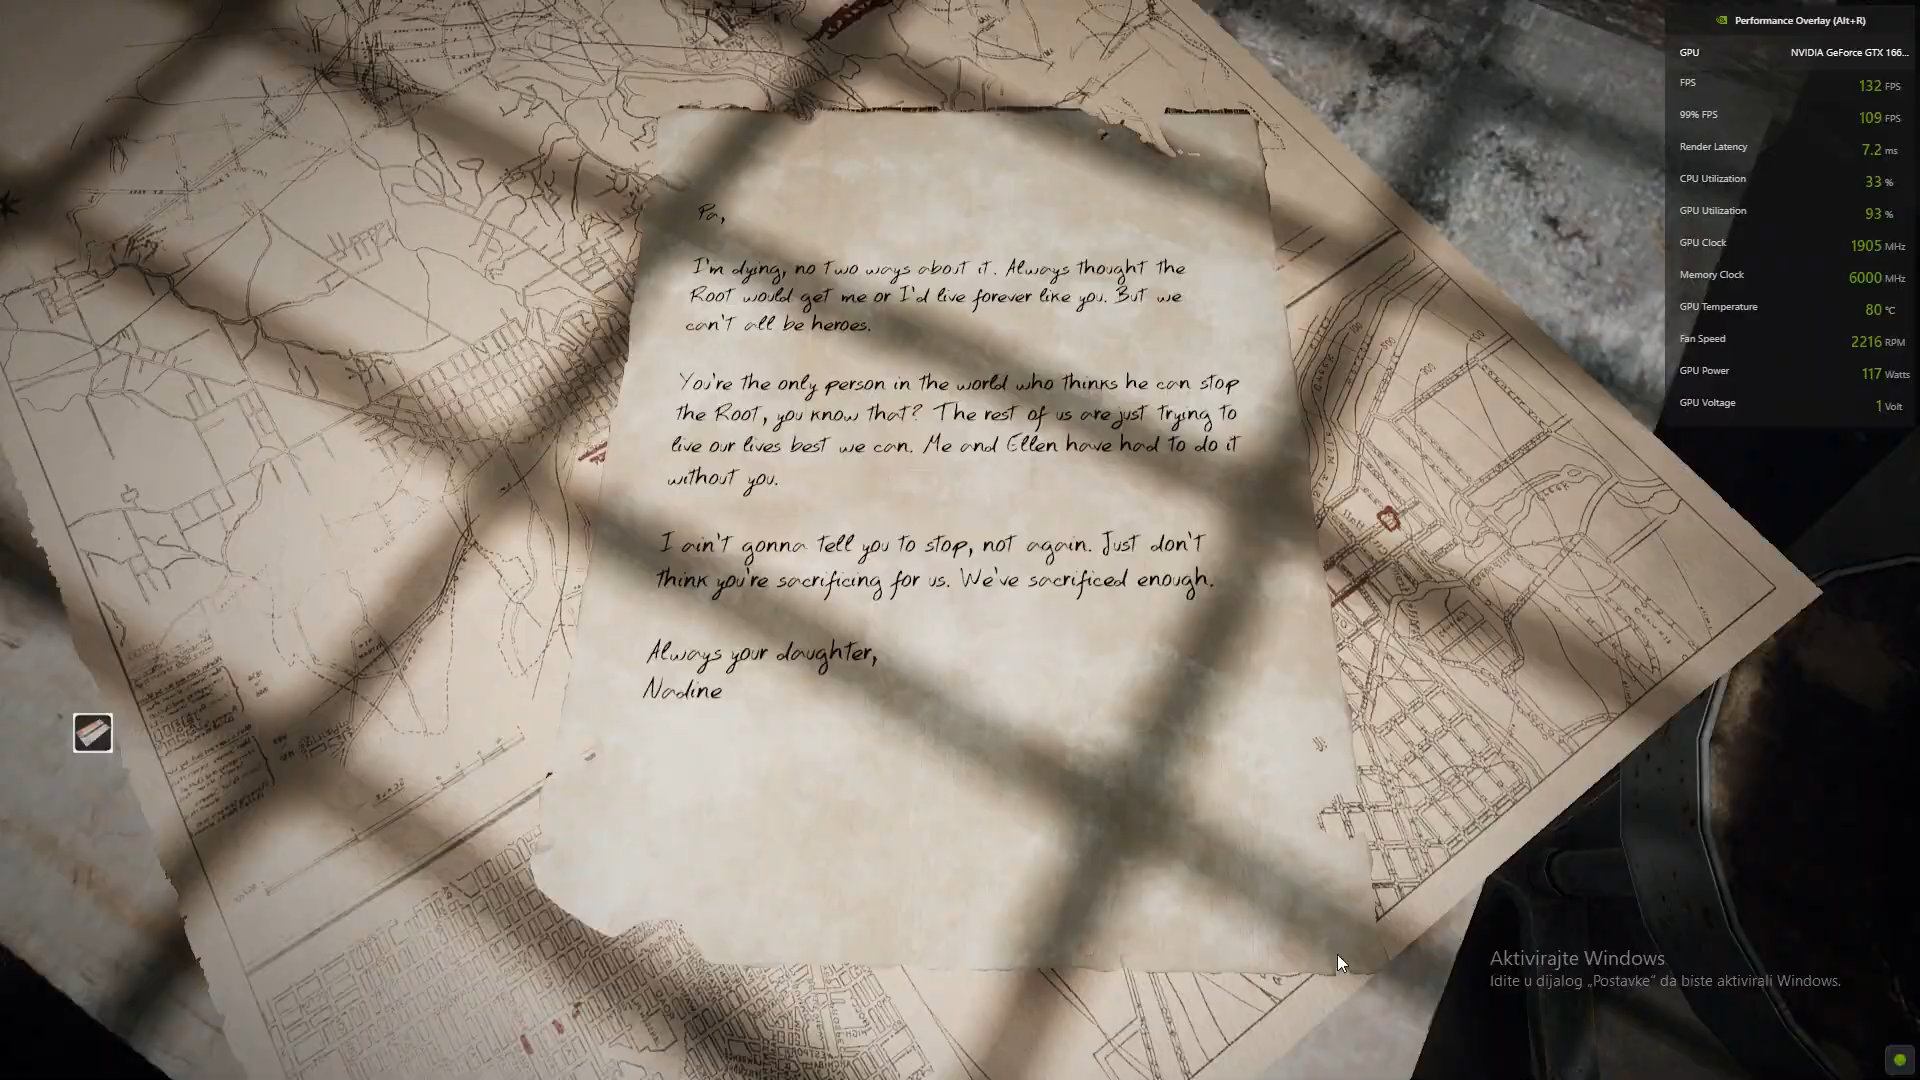 Performance Overlay (Alt+R)
GPU NVIDIA GeForce GTX 166...
FPS 132 FPS
99% FPS 109 FPS
Render Latency 7.2 ms
CPU Utilization 33 %
GPU Utilization 93 %
GPU Clock 1905 MHz
Memory Clock 6000 MHz
GPU Temperature 80 °C
Fan Speed 2216 RPM
GPU Power 117 Watts
GPU Voltage 1 Volt
Pa,
I'm dying, no two ways about it. Always thought the
Root would get me or I'd live forever like you. But we
can't all be heroes.
You're the only person in the world who thinks he can stop
the Root, you know that? The rest of us are just trying to
live our lives best we can. Me and Ellen have had to do it
without you.
I ain't gonna tell you to stop, not again. Just don't
think you're sacrificing for us. We've sacrificed enough.
Always your daughter,
Nadine
Aktivirajte Windows
Idite u dijalog „Postavke“ da biste aktivirali Windows.